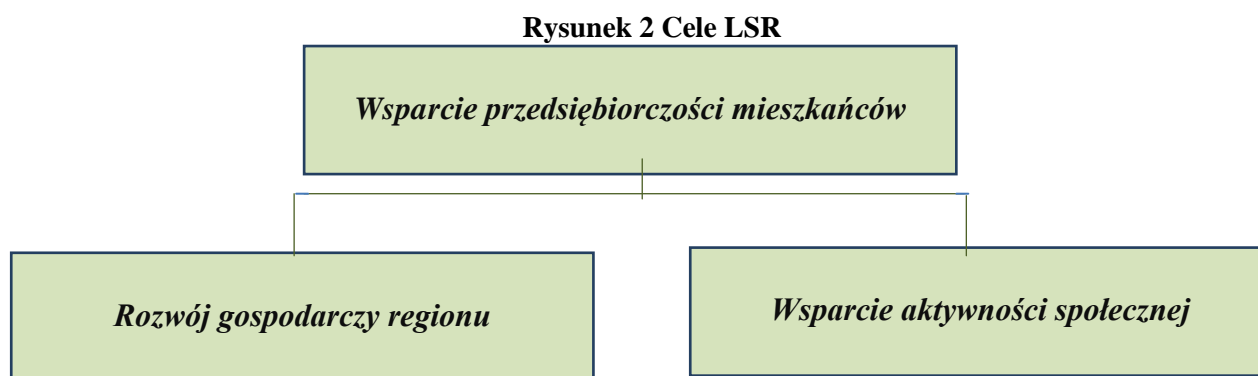 Rysunek 2 Cele LSR
Wsparcie przedsiębiorczości mieszkańców
Rozwój gospodarczy regionu
Wsparcie aktywności społecznej